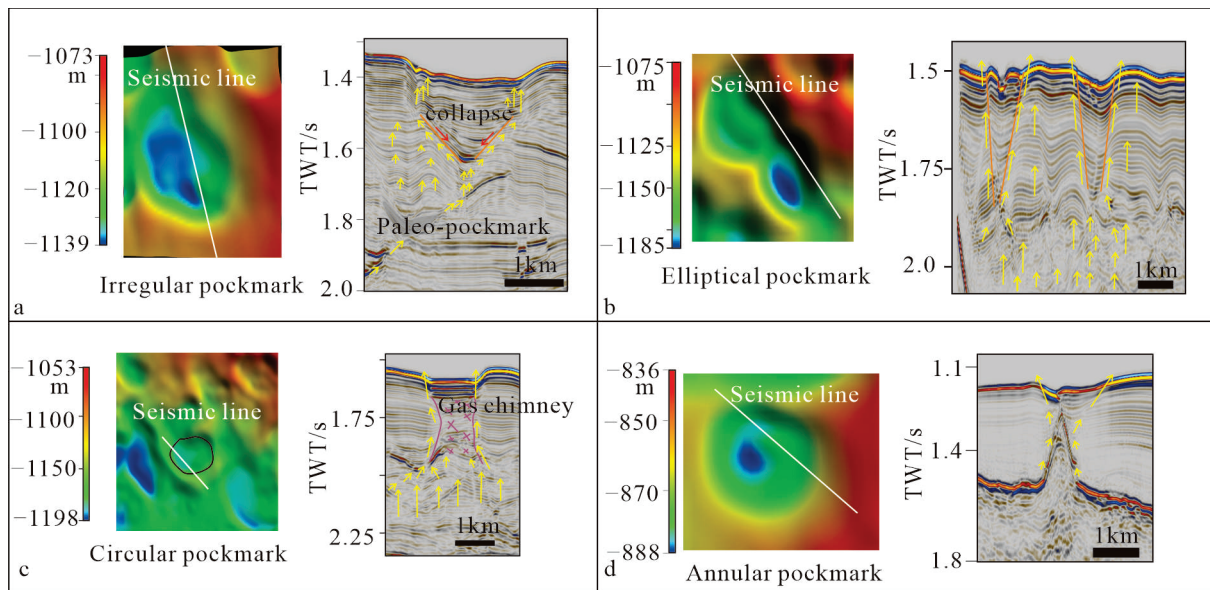 −1073
m
−1100
−1120
−1139
Seismic line
Irregular pockmark
a
TWT/s
1.4
1.6
1.8
2.0
collapse
Paleo-pockmark
1km
−1075
m
−1100
−1125
−1150
−1185
Seismic line
Elliptical pockmark
b
TWT/s
1.5
1.75
2.0
1km
−1053
m
−1100
−1150
−1198
Seismic line
Circular pockmark
c
TWT/s
1.75
2.25
Gas chimney
1km
−836
m
−850
−870
−888
Seismic line
Annular pockmark
d
TWT/s
1.1
1.4
1.8
1km